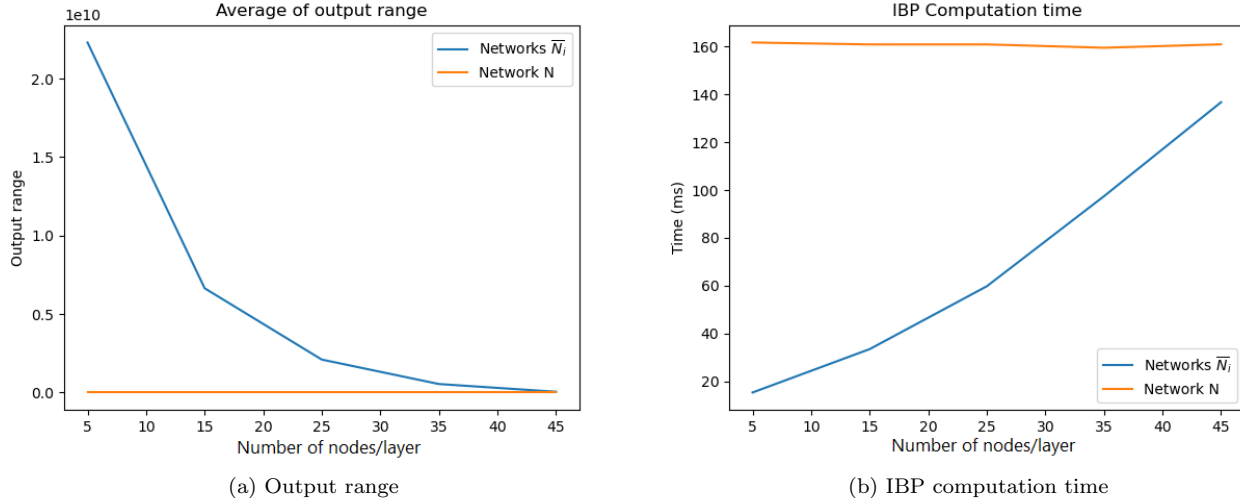 Average of output range
1e10
2.0
1.5
1.0
0.5
0.0
Output range
5 10 15 20 25 30 35 40 45
Number of nodes/layer
Networks N̅ᵢ
Network N
(a) Output range
IBP Computation time
160
140
120
100
80
60
40
20
Time (ms)
5 10 15 20 25 30 35 40 45
Number of nodes/layer
Networks N̅ᵢ
Network N
(b) IBP computation time